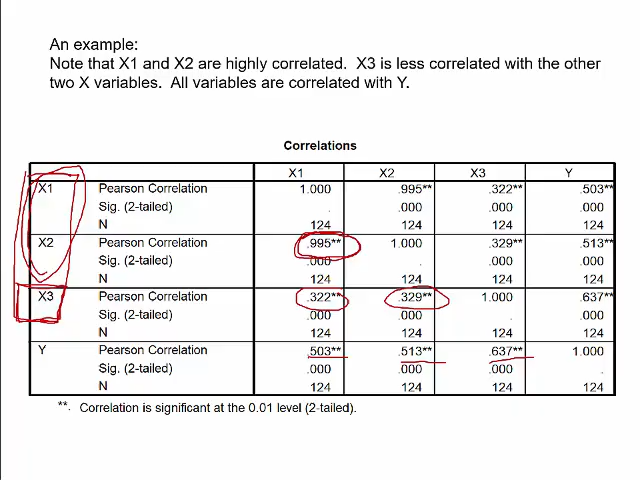 An example:
Note that X1 and X2 are highly correlated. X3 is less correlated with the other
two X variables. All variables are correlated with Y.
Correlations
X1 X2 X3 Y
X1 Pearson Correlation 1.000 .995** .322** .503**
Sig. (2-tailed) . .000 .000 .000
N 124 124 124 124
X2 Pearson Correlation .995** 1.000 .329** .513**
Sig. (2-tailed) .000 . .000 .000
N 124 124 124 124
X3 Pearson Correlation .322** .329** 1.000 .637**
Sig. (2-tailed) .000 .000 . .000
N 124 124 124 124
Y Pearson Correlation .503** .513** .637** 1.000
Sig. (2-tailed) .000 .000 .000 .
N 124 124 124 124
**. Correlation is significant at the 0.01 level (2-tailed).